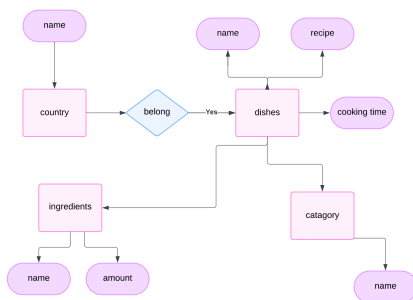 name
name
recipe
country
belong
Yes
dishes
cooking time
ingredients
catagory
name
amount
name